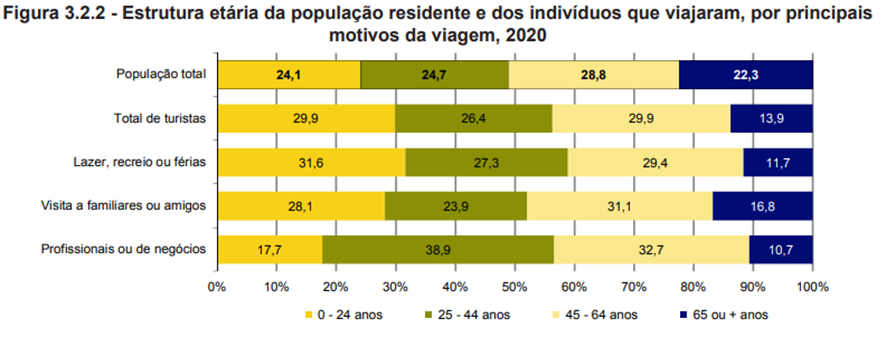 Figura 3.2.2 - Estrutura etária da população residente e dos indivíduos que viajaram, por principais
motivos da viagem, 2020
População total 24,1 24,7 28,8 22,3
Total de turistas 29,9 26,4 29,9 13,9
Lazer, recreio ou férias 31,6 27,3 29,4 11,7
Visita a familiares ou amigos 28,1 23,9 31,1 16,8
Profissionais ou de negócios 17,7 38,9 32,7 10,7
0% 10% 20% 30% 40% 50% 60% 70% 80% 90% 100%
0 - 24 anos 25 - 44 anos 45 - 64 anos 65 ou + anos